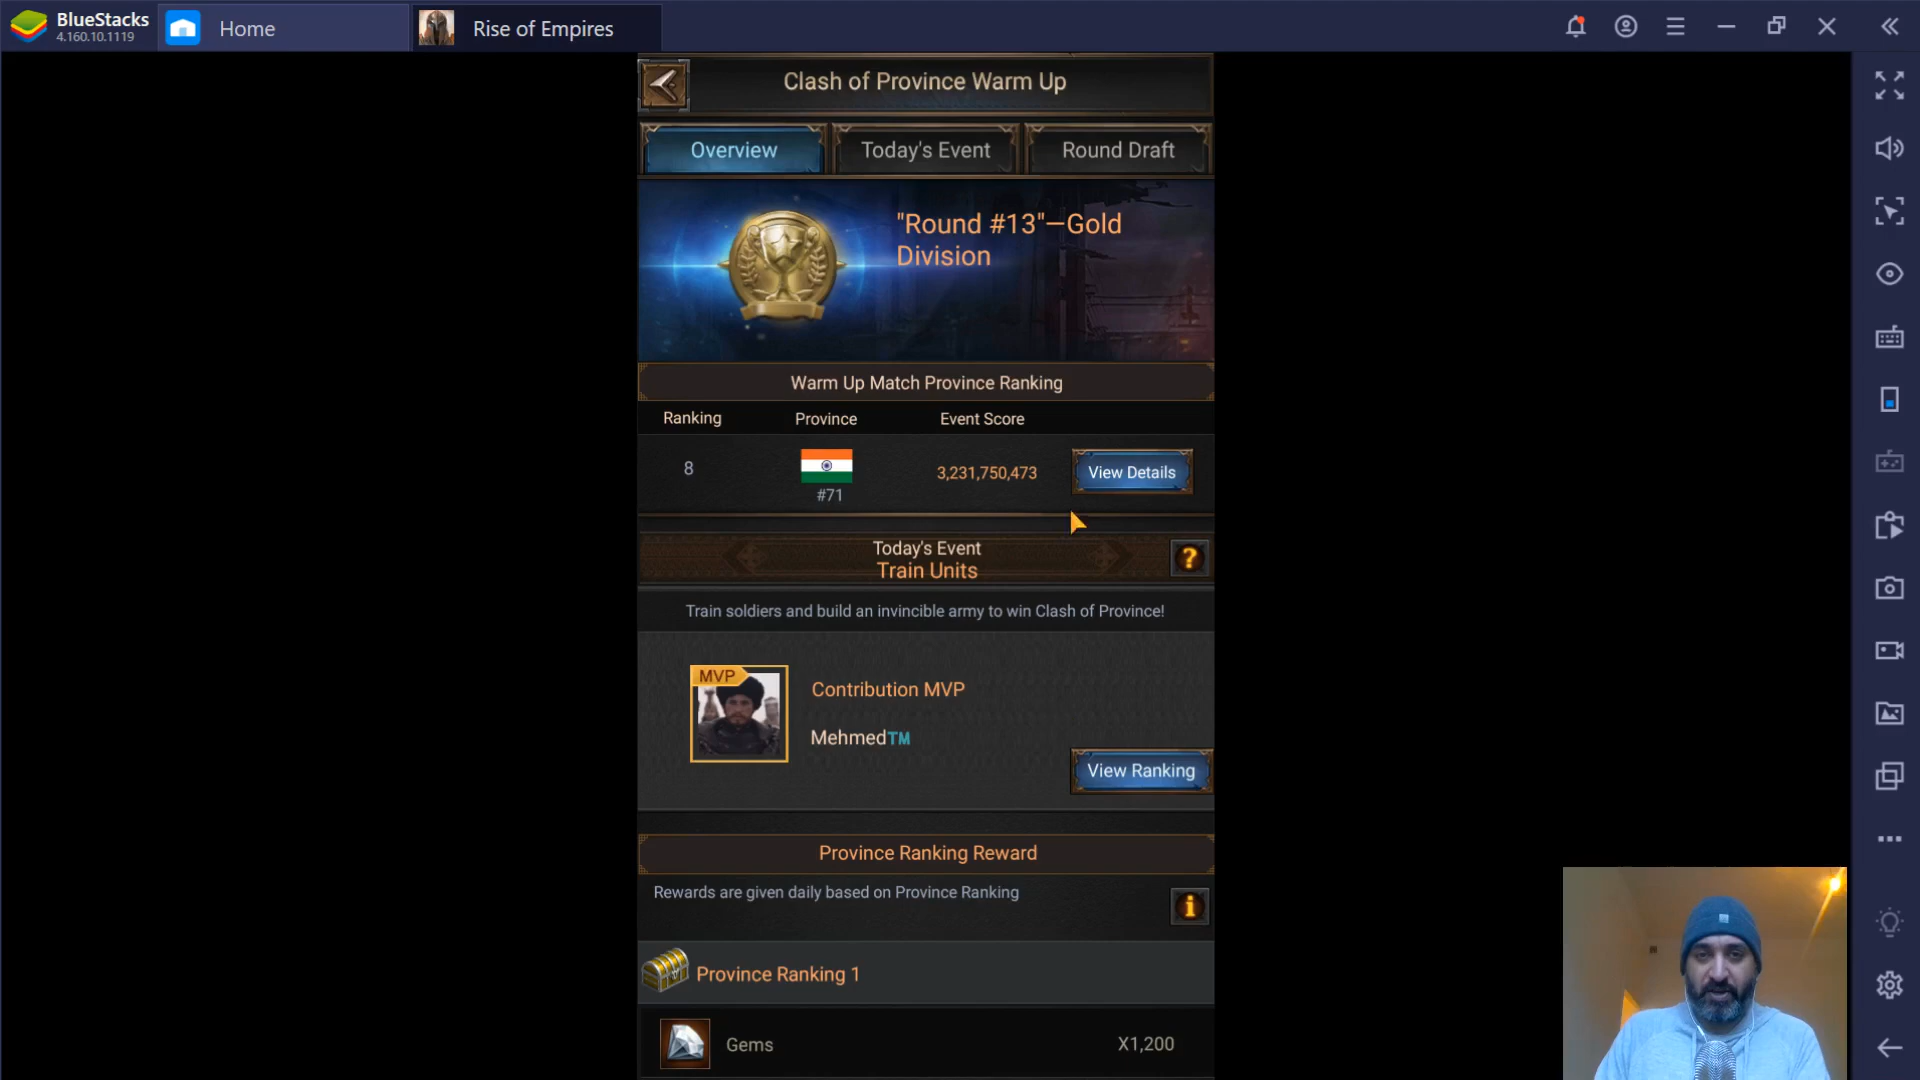 BlueStacks
4.160.10.1119
Home
Rise of Empires
Clash of Province Warm Up
Overview
Today's Event
Round Draft
"Round #13"—Gold
Division
Warm Up Match Province Ranking
Ranking
Province
Event Score
8
#71
3,231,750,473
View Details
Today's Event
Train Units
?
Train soldiers and build an invincible army to win Clash of Province!
MVP
Contribution MVP
Mehmed™
View Ranking
Province Ranking Reward
Rewards are given daily based on Province Ranking
i
Province Ranking 1
Gems
X1,200